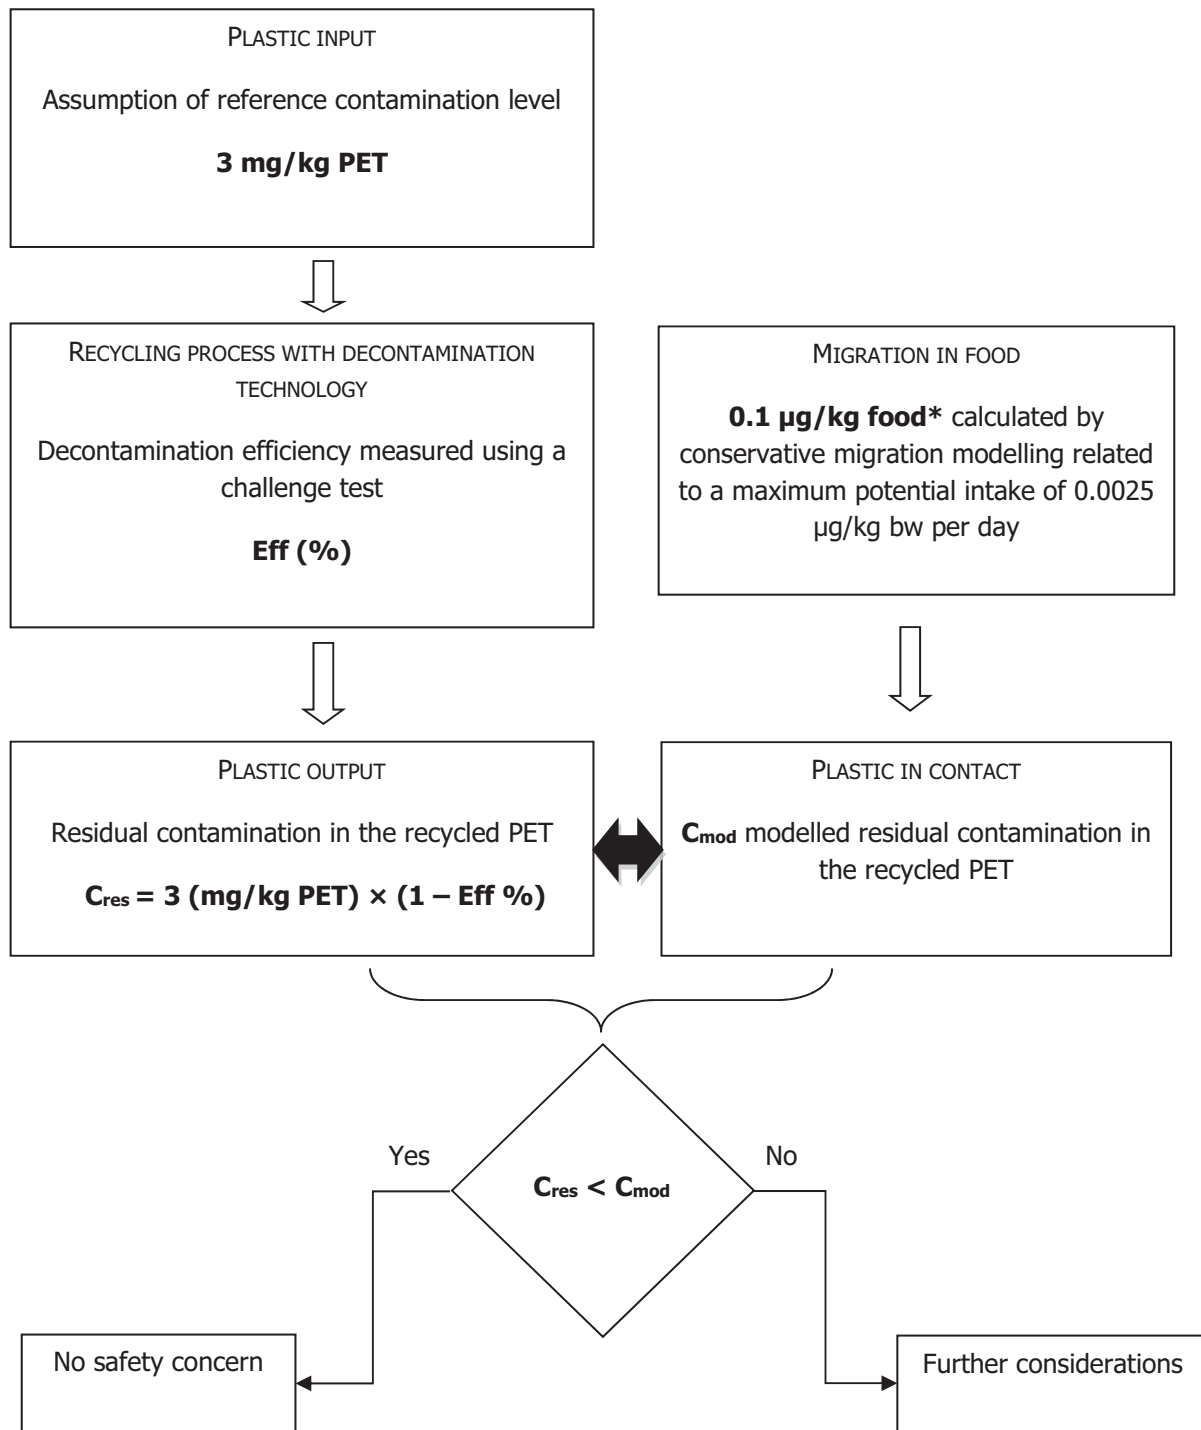 PLASTIC INPUT
Assumption of reference contamination level
3 mg/kg PET
RECYCLING PROCESS WITH DECONTAMINATION
TECHNOLOGY
Decontamination efficiency measured using a
challenge test
Eff (%)
MIGRATION IN FOOD
0.1 µg/kg food* calculated by
conservative migration modelling related
to a maximum potential intake of 0.0025
µg/kg bw per day
PLASTIC OUTPUT
Residual contamination in the recycled PET
Cres = 3 (mg/kg PET) × (1 – Eff %)
PLASTIC IN CONTACT
Cmod modelled residual contamination in
the recycled PET
Yes
No
Cres < Cmod
No safety concern
Further considerations